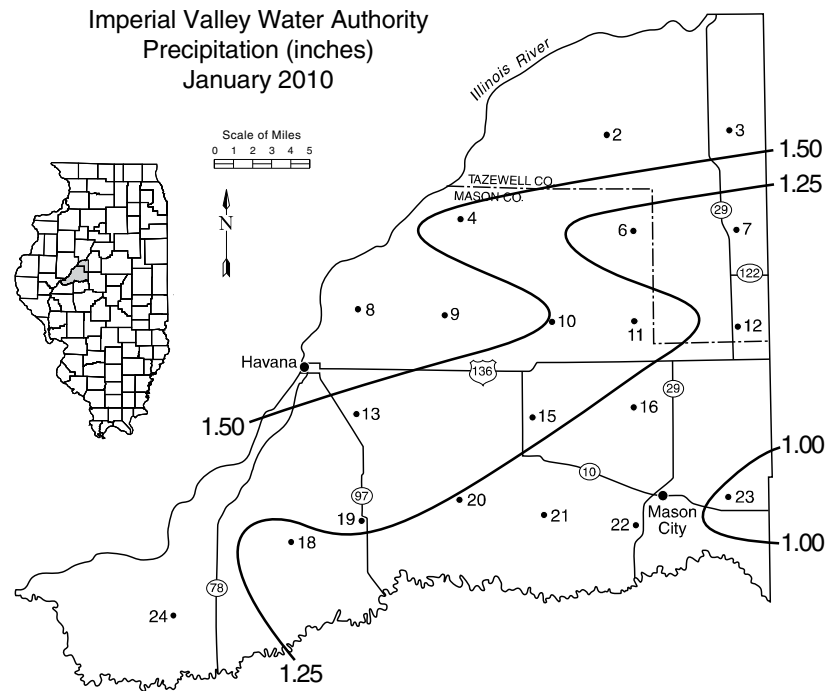 Imperial Valley Water Authority
Precipitation (inches)
January 2010
Illinois River
Scale of Miles
0 1 2 3 4 5
N
2
3
1.50
TAZEWELL CO.
MASON CO.
1.25
4
29
6
7
122
8
9
10
11
12
Havana
136
29
13
15
16
1.50
1.00
10
97
20
23
19
21
Mason
City
22
18
1.00
78
24
1.25